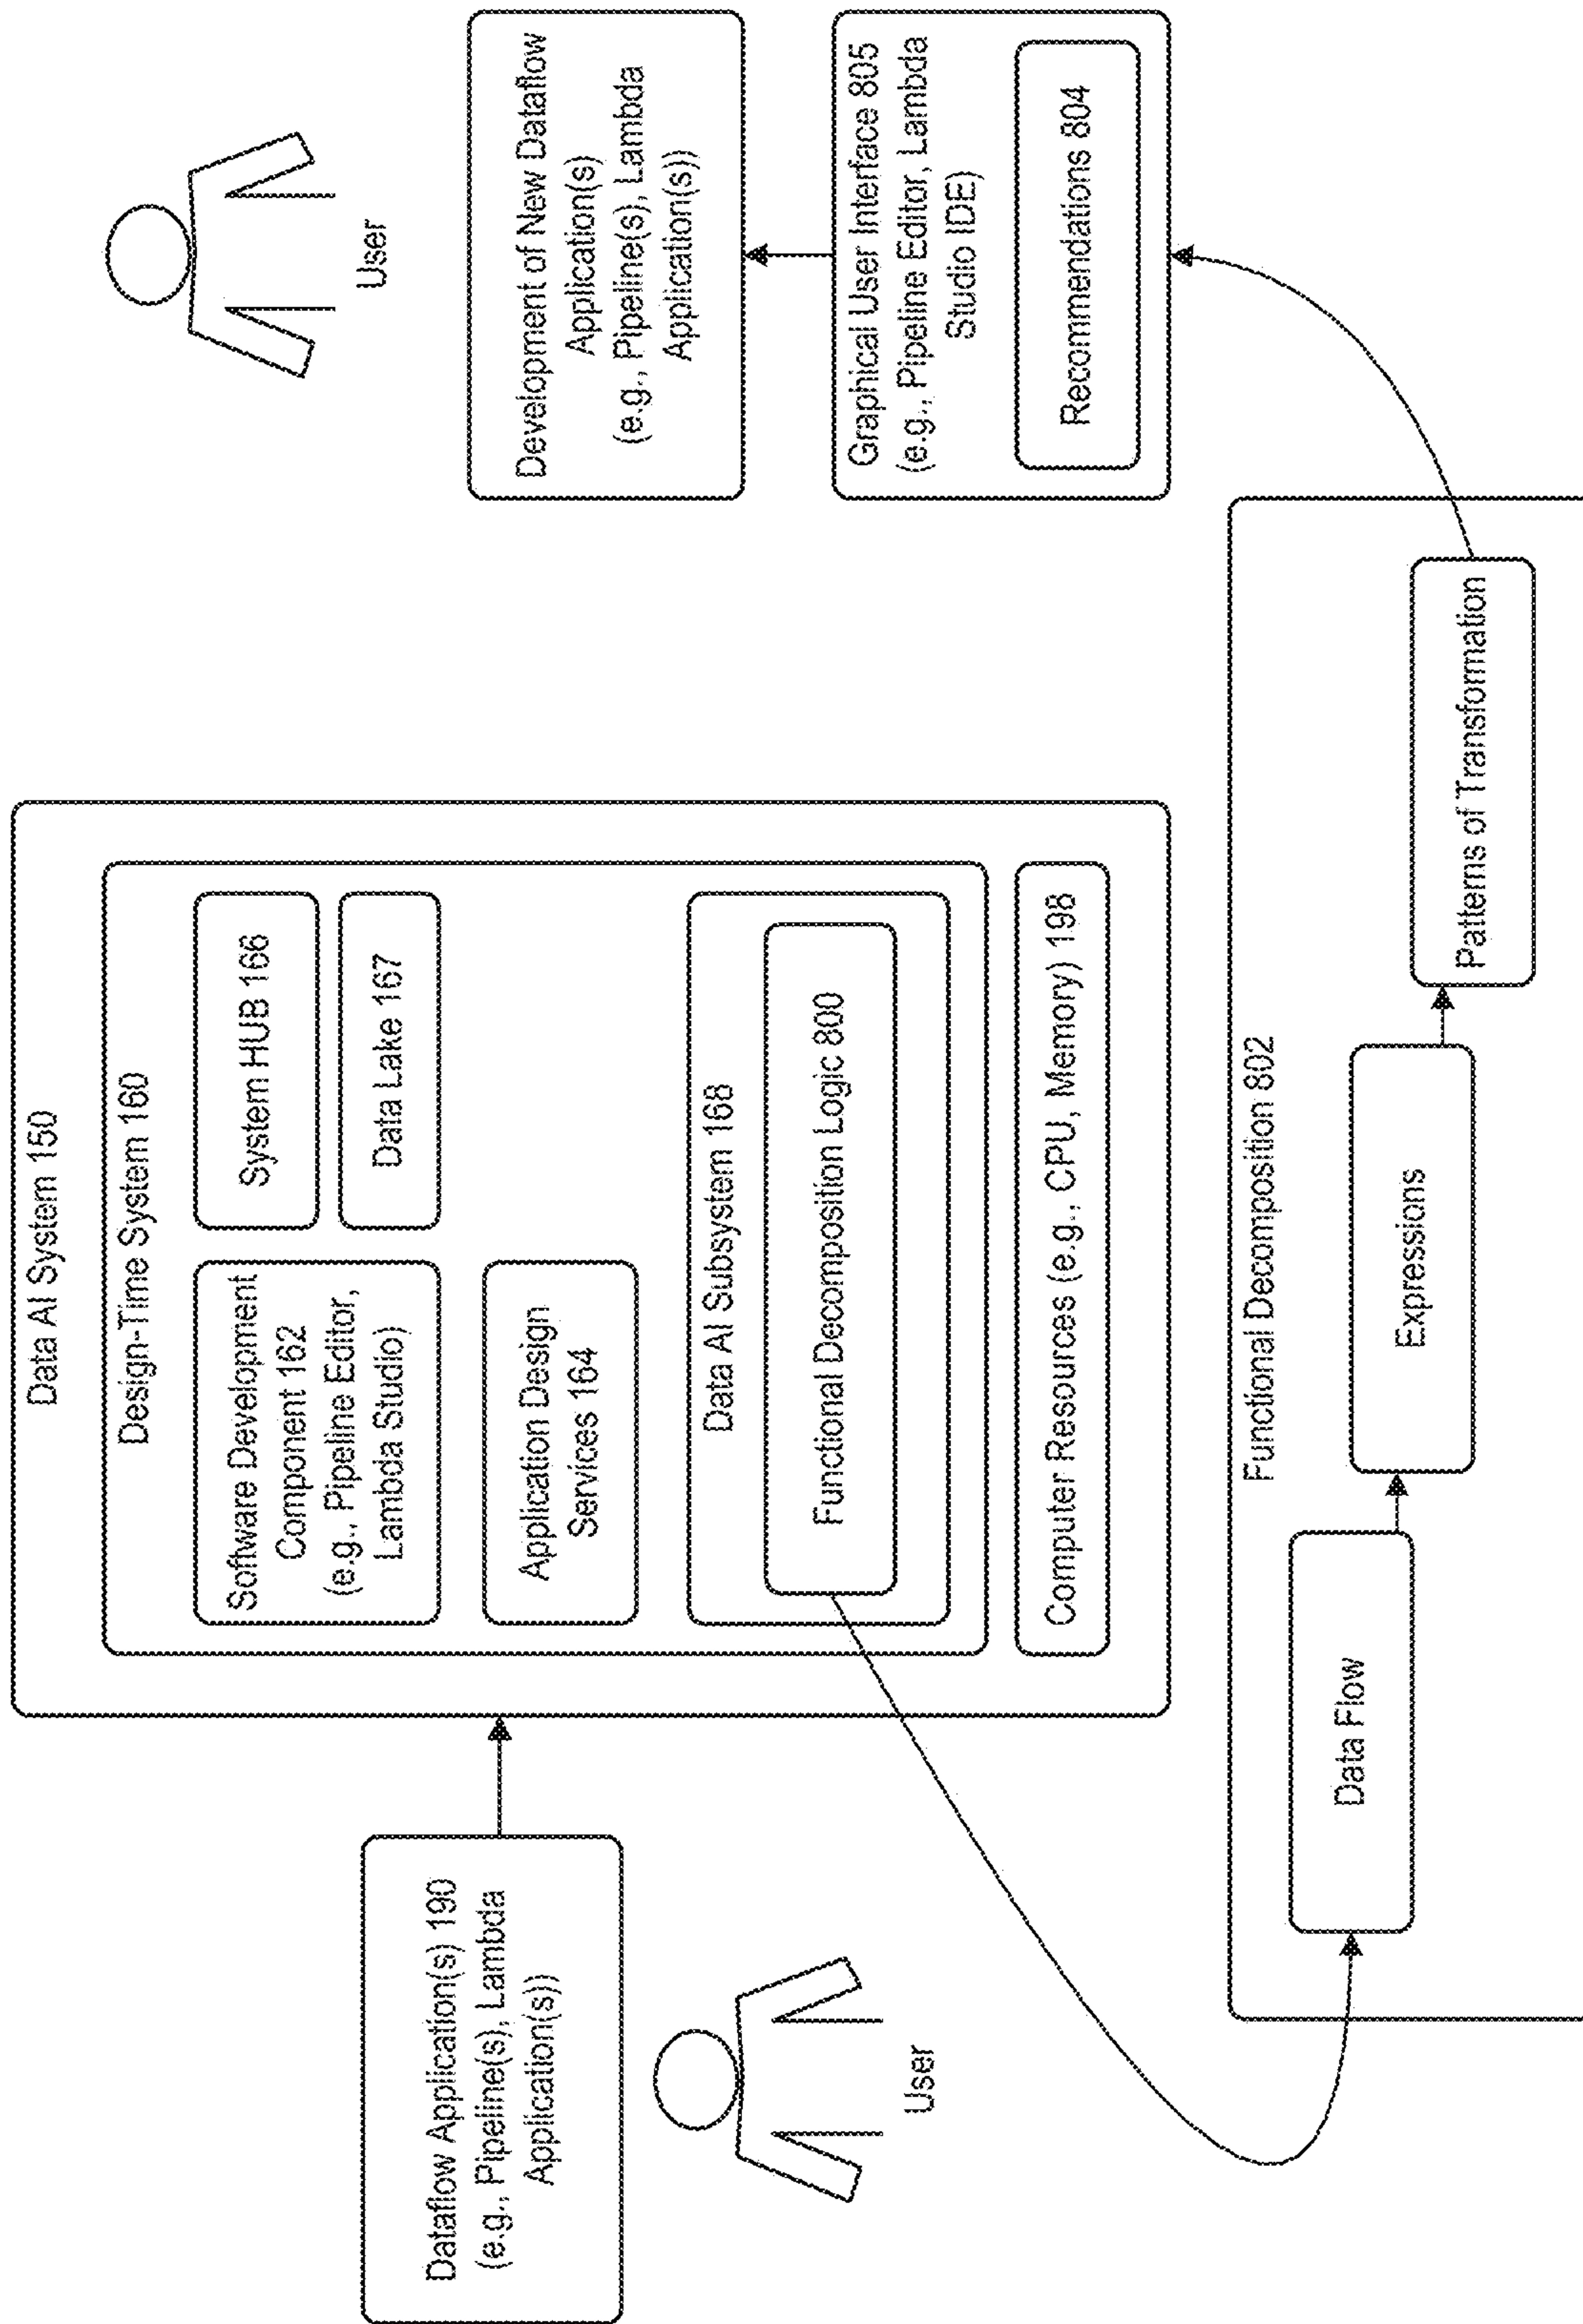 Dataflow Application(s) 190
(e.g., Pipeline(s), Lambda
Application(s))
User
Data AI System 150
Design-Time System 160
Software Development
Component 162
(e.g., Pipeline Editor,
Lambda Studio)
System HUB 166
Data Lake 167
Application Design
Services 164
Data AI Subsystem 168
Functional Decomposition Logic 800
Computer Resources (e.g., CPU, Memory) 198
User
Development of New Dataflow
Application(s)
(e.g., Pipeline(s), Lambda
Application(s))
Graphical User Interface 805
(e.g., Pipeline Editor, Lambda
Studio IDE)
Recommendations 804
Functional Decomposition 802
Data Flow
Expressions
Patterns of Transformation